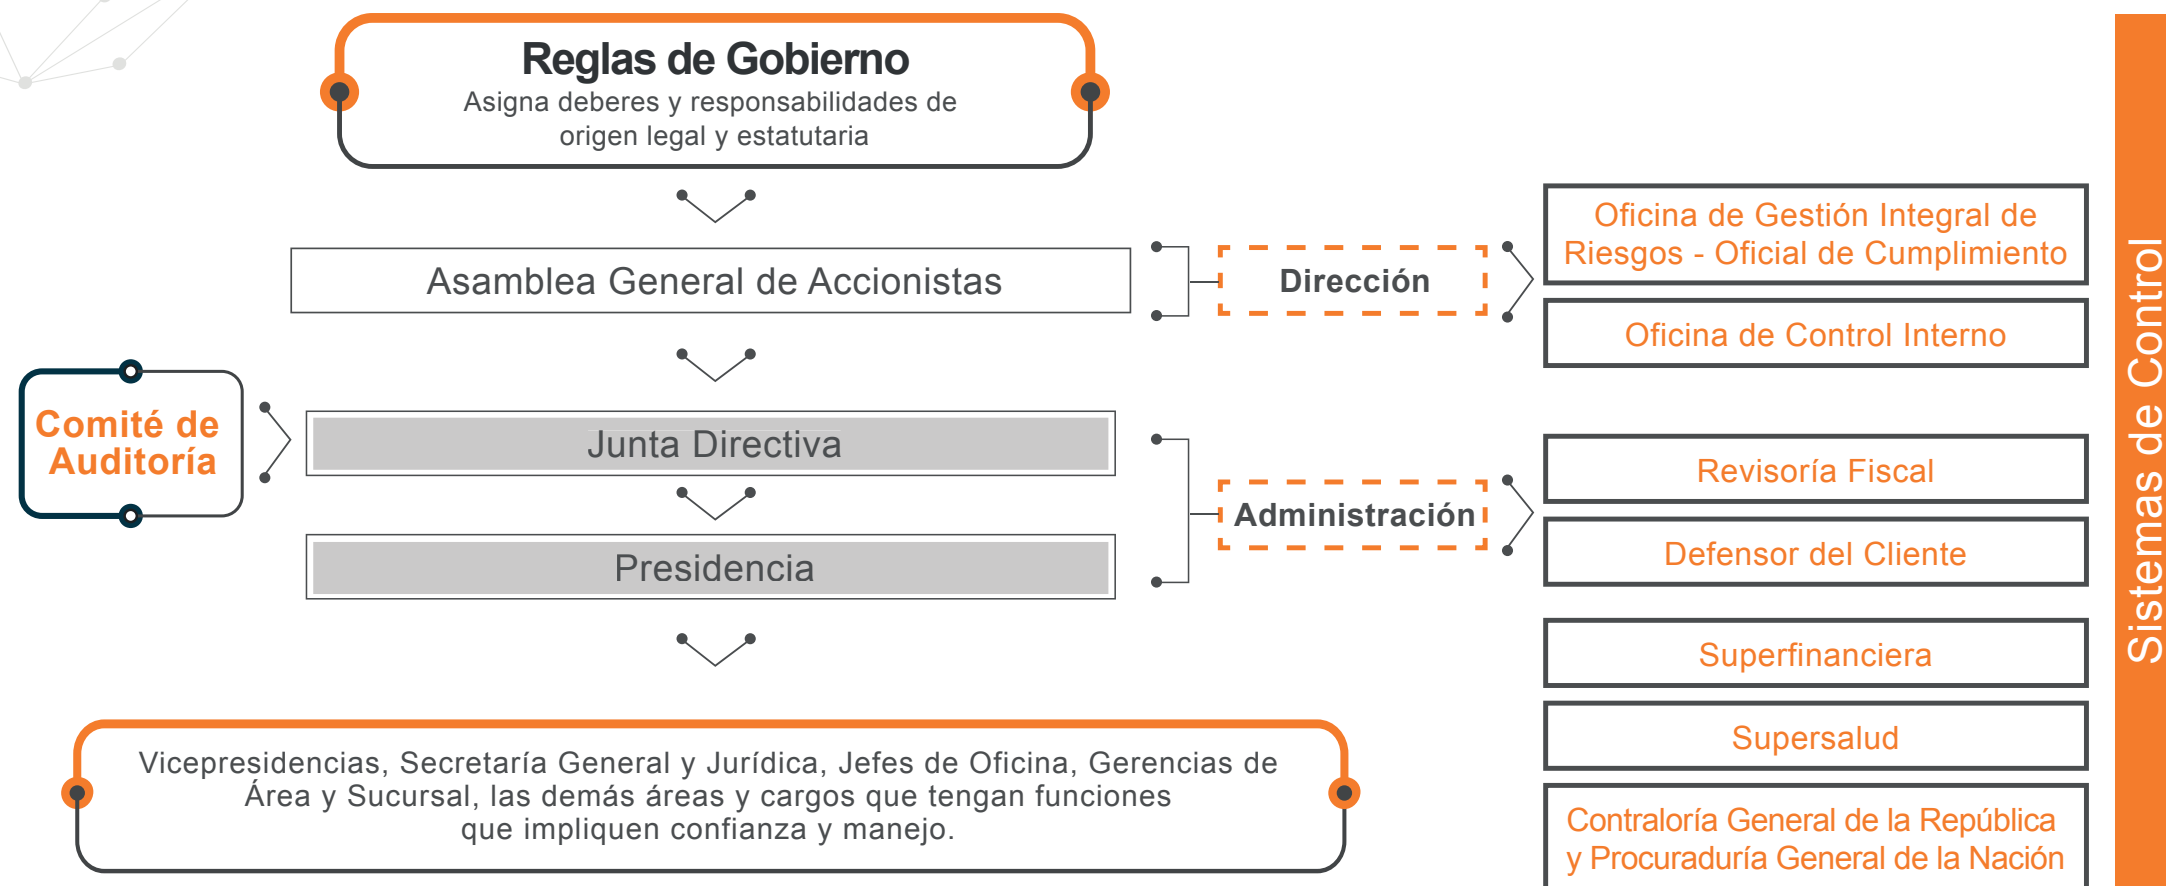 Reglas de Gobierno
Asigna deberes y responsabilidades de
origen legal y estatutaria
Asamblea General de Accionistas
Dirección
Oficina de Gestión Integral de
Riesgos - Oficial de Cumplimiento
Oficina de Control Interno
Comité de
Auditoría
Junta Directiva
Presidencia
Administración
Revisoría Fiscal
Defensor del Cliente
Superfinanciera
Supersalud
Contraloría General de la República
y Procuraduría General de la Nación
Vicepresidencias, Secretaría General y Jurídica, Jefes de Oficina, Gerencias de
Área y Sucursal, las demás áreas y cargos que tengan funciones
que impliquen confianza y manejo.
Sistemas de Control